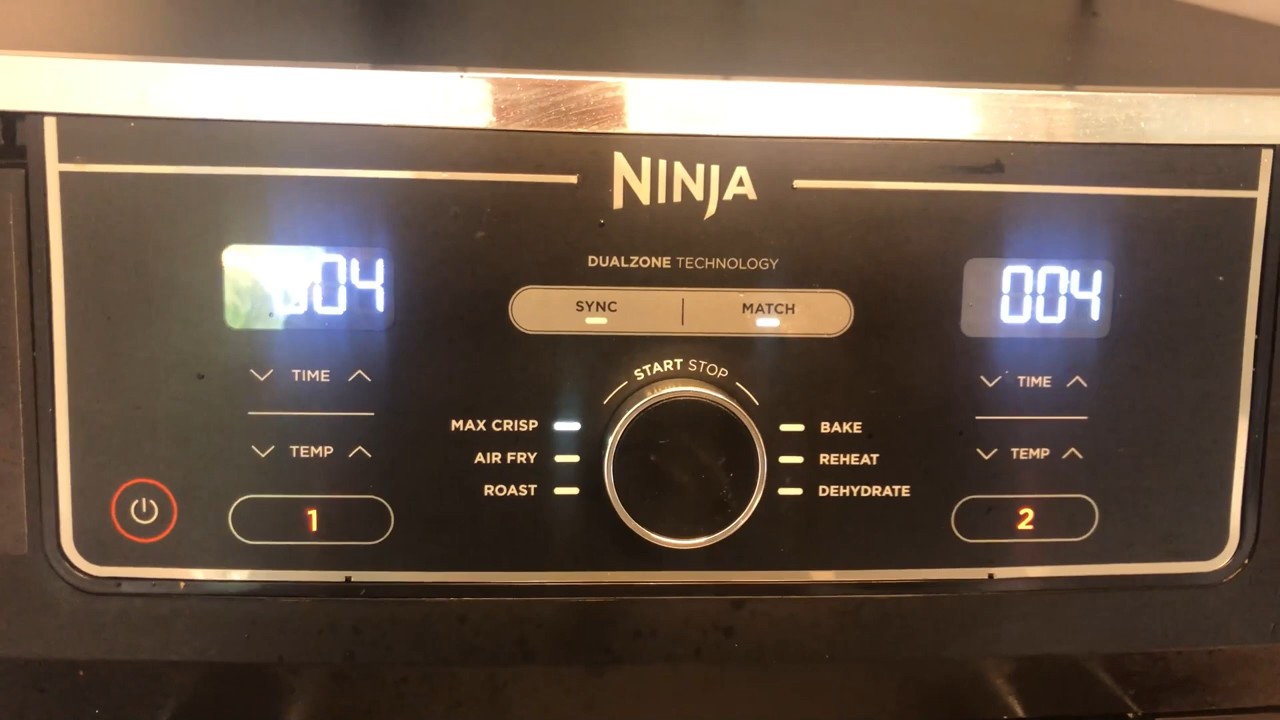 NINJA
DUALZONE TECHNOLOGY
SYNC MATCH
004 004
START STOP
TIME TIME
MAX CRISP BAKE
AIR FRY REHEAT
TEMP TEMP
ROAST DEHYDRATE
1 2